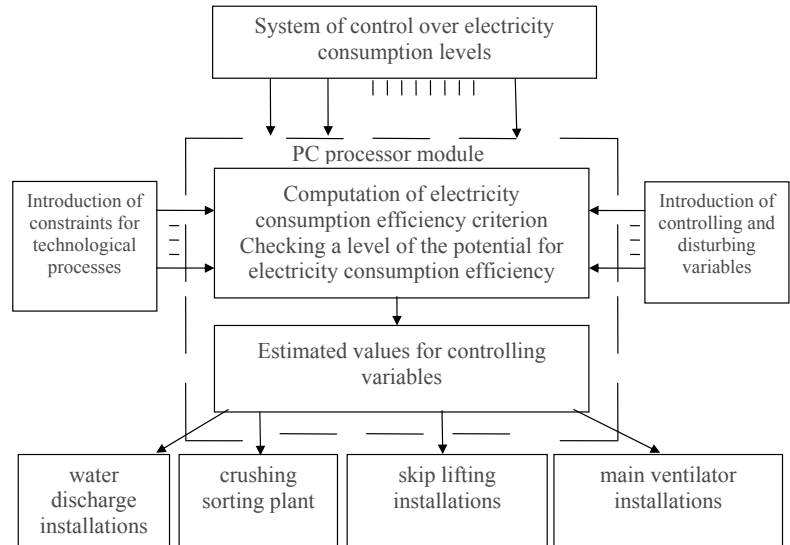 System of control over electricity
consumption levels
PC processor module
Introduction of
constraints for
technological
processes
Computation of electricity
consumption efficiency criterion
Checking a level of the potential for
electricity consumption efficiency
Introduction of
controlling and
disturbing
variables
Estimated values for controlling
variables
water
discharge
installations
crushing
sorting plant
skip lifting
installations
main ventilator
installations